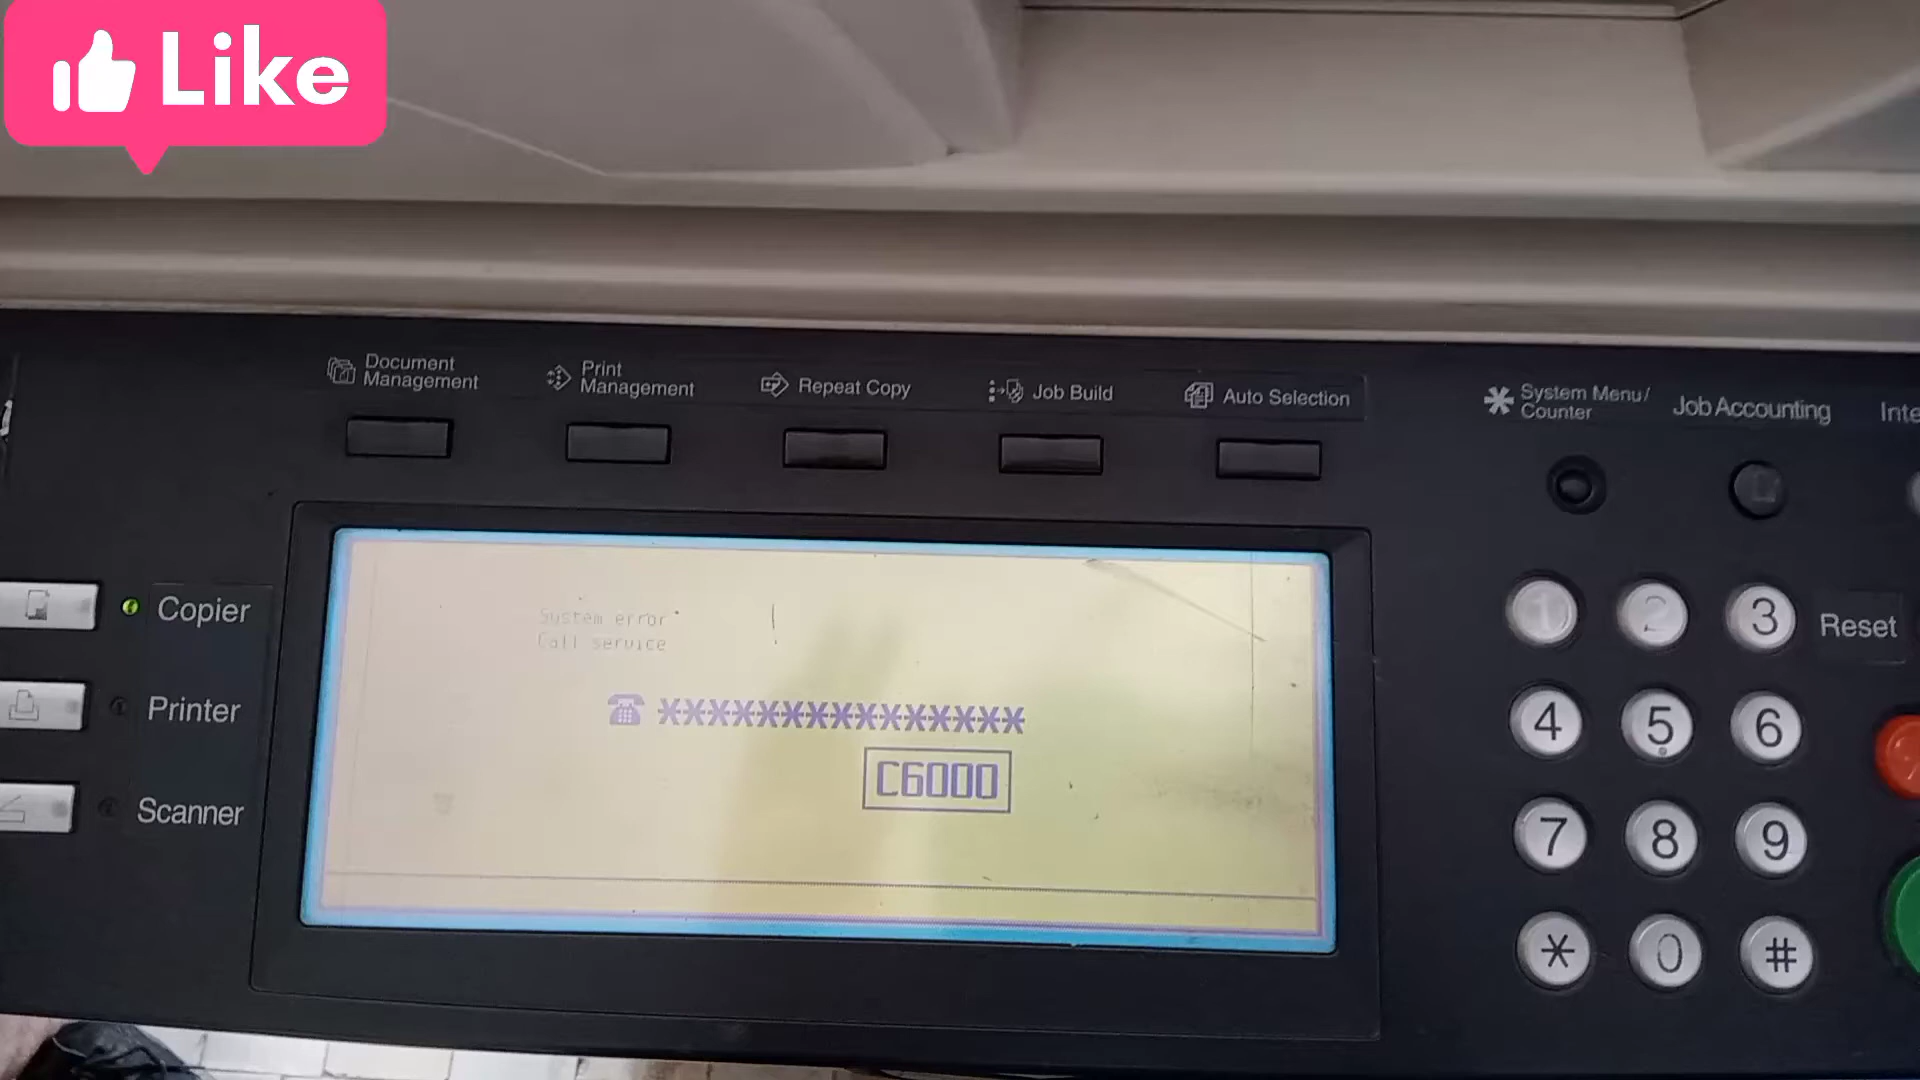 Like
Document
Management
Print
Management
Repeat Copy
Job Build
Auto Selection
System Menu/
Counter
Job Accounting
Inte
System error
Call service
***************
C6000
Copier
Printer
Scanner
1
2
3
Reset
4
5
6
7
8
9
*
0
#